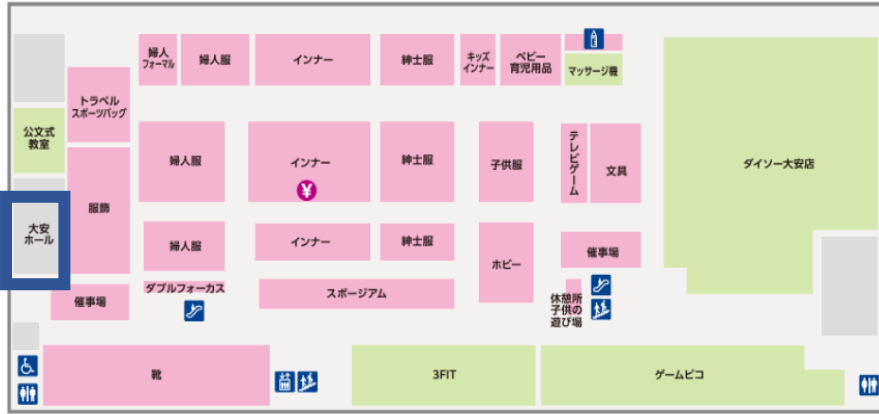 婦人
フォーマル
婦人服
インナー
紳士服
キッズ
インナー
ベビー
育児用品
マッサージ機
トラベル
スポーツバッグ
公文式
教室
婦人服
インナー
¥
紳士服
子供服
テレビゲーム
文具
ダイソー大安店
服飾
大安
ホール
婦人服
インナー
紳士服
ホビー
催事場
催事場
ダブルフォーカス
スポージアム
休憩所
子供の
遊び場
靴
3FIT
ゲームピコ